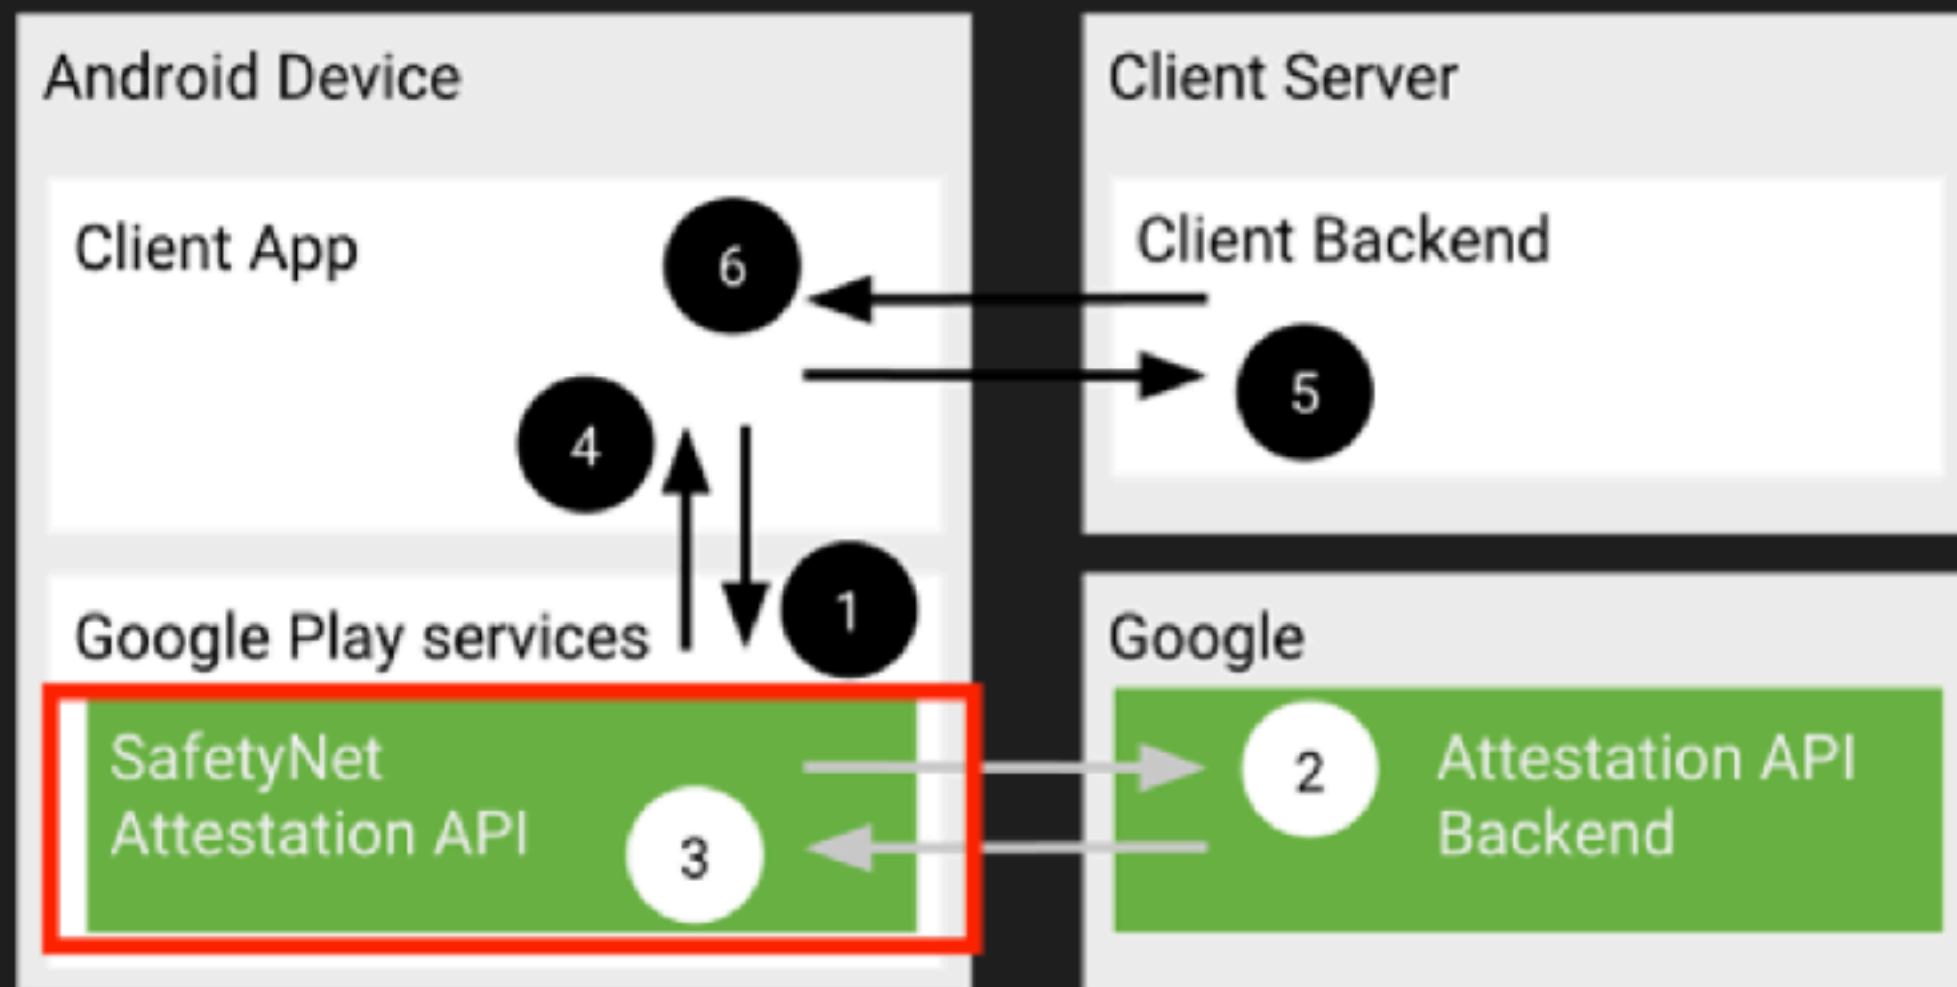 Android Device
Client App
6
4
1
Google Play services
SafetyNet
Attestation API
3
Client Server
Client Backend
5
Google
2
Attestation API
Backend